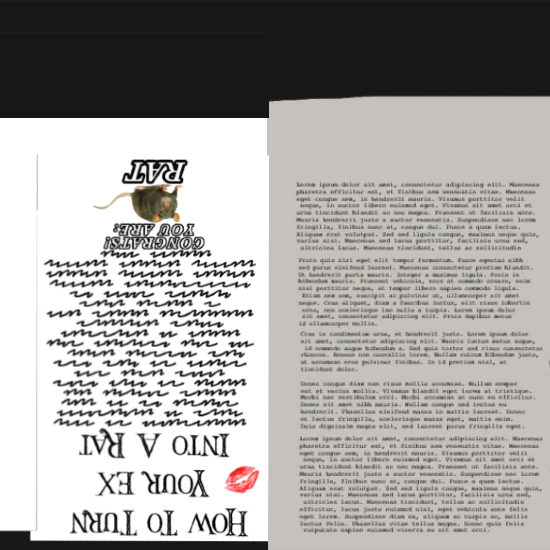 HOW TO TURN
YOUR EX
INTO A RAT
CONGRATS!
YOU ARE:
RAT
Lorem ipsum dolor sit amet, consectetur adipiscing elit. Maecenas
pharetra efficitur est, et finibus sem venenatis vitae. Vivamus
eget congue sem, in hendrerit mauris. Vivamus porttitor velit
neque, in auctor libero euismod eget. Vivamus sit amet orci et
urna tincidunt blandit ac nec magna. Praesent ut facilisis ante.
Mauris hendrerit justo a auctor venenatis. Suspendisse nec lorem
fringilla, finibus nunc at, congue dui. Fusce a quam lectus.
Aliquam erat volutpat. Sed sed ligula congue, maximus neque quis,
varius nisi. Maecenas sed lacus porttitor, facilisis urna sed,
ultricies lacus. Maecenas tincidunt, tellus ac sollicitudin
Proin quis nisl eget elit tempor fermentum. Fusce egestas nibh
sed purus eleifend maximus. Maecenas consectetur pretium blandit.
Ut hendrerit porta mauris. Integer a maximus ligula. Proin in
bibendum mauris. Praesent vehicula, eros at commodo ornare, enim
nisl porttitor neque, et tempor libero sapien commodo ligula.
Etiam sem sem, suscipit ac pulvinar ut, ullamcorper sit amet
neque. Cras aliquet, diam a faucibus luctus, elit risus lobortis
urna, non scelerisque leo nulla a turpis. Lorem ipsum dolor
sit amet, consectetur adipiscing elit. Proin dapibus metus
id ullamcorper mollis.
Cras in condimentum urna, et hendrerit justo. Lorem ipsum dolor
sit amet, consectetur adipiscing elit. Mauris luctus metus augue,
id commodo augue bibendum a. Sed quis tortor sed risus consectetur
rhoncus. Aenean non convallis lorem. Nullam rutrum bibendum justo,
ut accumsan eros pulvinar finibus. In id pretium nisl, at
tincidunt dolor.
Donec congue diam non risus mollis accumsan. Nullam semper
est et varius mollis. Vivamus blandit eget lorem at tristique.
Morbi nec vestibulum orci. Morbi accumsan at nunc eu congue.
Donec sit amet nibh mauris. Nullam congue sed lectus eu
hendrerit. Phasellus eleifend massa in mattis laoreet. Donec
et lectus fringilla, scelerisque massa eget, mattis enim.
Duis dignissim magna elit, sed laoreet purus fringilla eget.
Lorem ipsum dolor sit amet, consectetur adipiscing elit. Maecenas
pharetra efficitur est, et finibus sem venenatis vitae. Vivamus
eget congue sem, in hendrerit mauris. Vivamus porttitor velit
neque, in auctor libero euismod eget. Vivamus sit amet orci et
urna tincidunt blandit ac nec magna. Praesent ut facilisis ante.
Mauris hendrerit justo a auctor venenatis. Suspendisse nec lorem
fringilla, finibus nunc at, congue dui. Fusce a quam lectus.
Aliquam erat volutpat. Sed sed ligula congue, maximus neque quis,
varius nisi. Maecenas sed lacus porttitor, facilisis urna sed,
ultricies lacus. Maecenas tincidunt, tellus ac sollicitudin
efficitur, lacus justo euismod nisl, eget vehicula ante felis
eget lorem. Suspendisse diam ex, aliquam ac turpis ac, mollis
luctus felis. Phasellus vitae tellus magna. Donec quis felis
vulputate sapien euismod viverra eu sit amet orci.